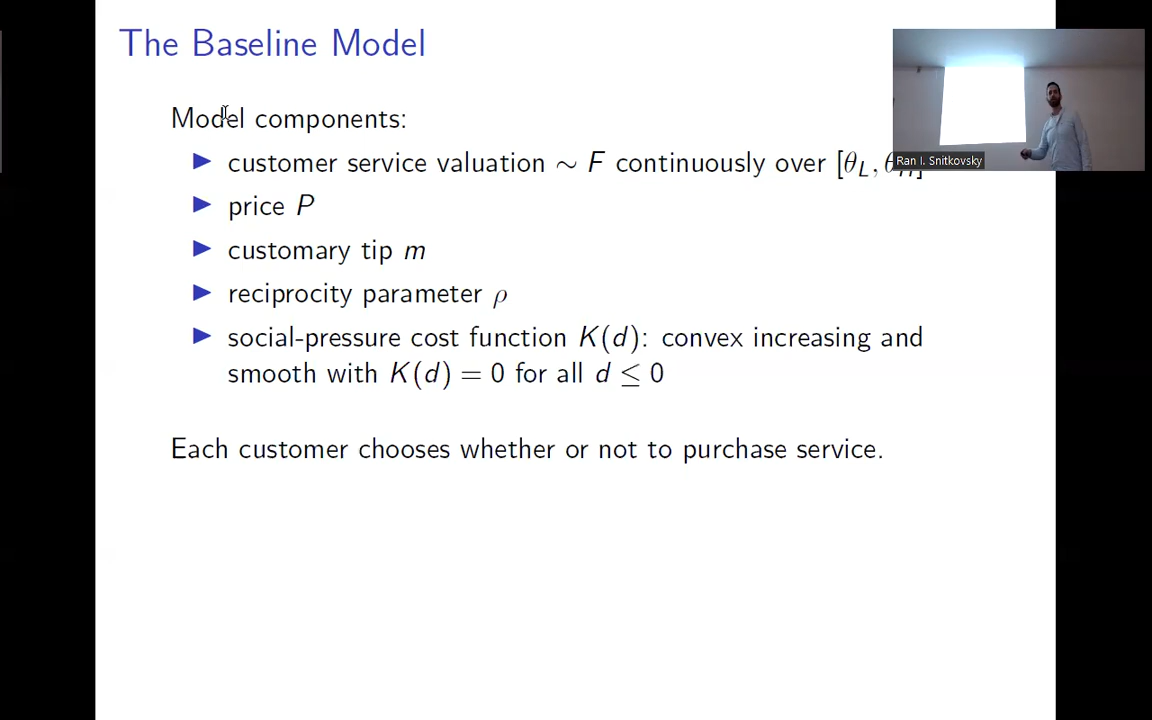 The Baseline Model
Model components:
customer service valuation ∼ F continuously over [θL, θH]
price P
customary tip m
reciprocity parameter ρ
social-pressure cost function K(d): convex increasing and
smooth with K(d) = 0 for all d ≤ 0
Each customer chooses whether or not to purchase service.
Ran I. Snitkovsky